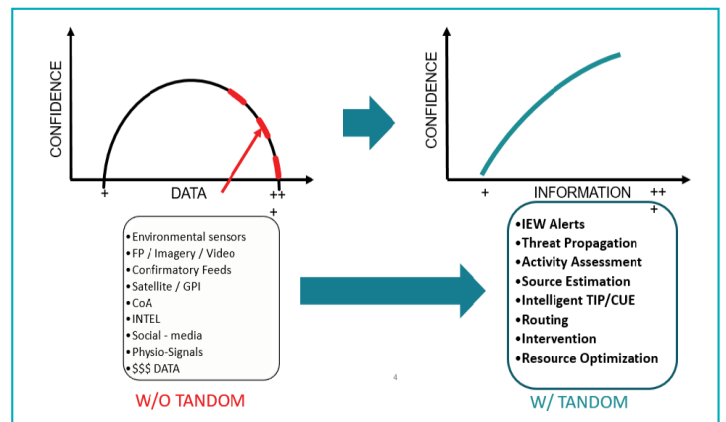 CONFIDENCE
DATA
+
++
+
CONFIDENCE
INFORMATION
+
++
+
•Environmental sensors
•FP / Imagery / Video
•Confirmatory Feeds
•Satellite / GPI
•CoA
•INTEL
•Social - media
•Physio-Signals
•$$$ DATA
W/O TANDOM
•IEW Alerts
•Threat Propagation
•Activity Assessment
•Source Estimation
•Intelligent TIP/CUE
•Routing
•Intervention
•Resource Optimization
4
W/ TANDOM